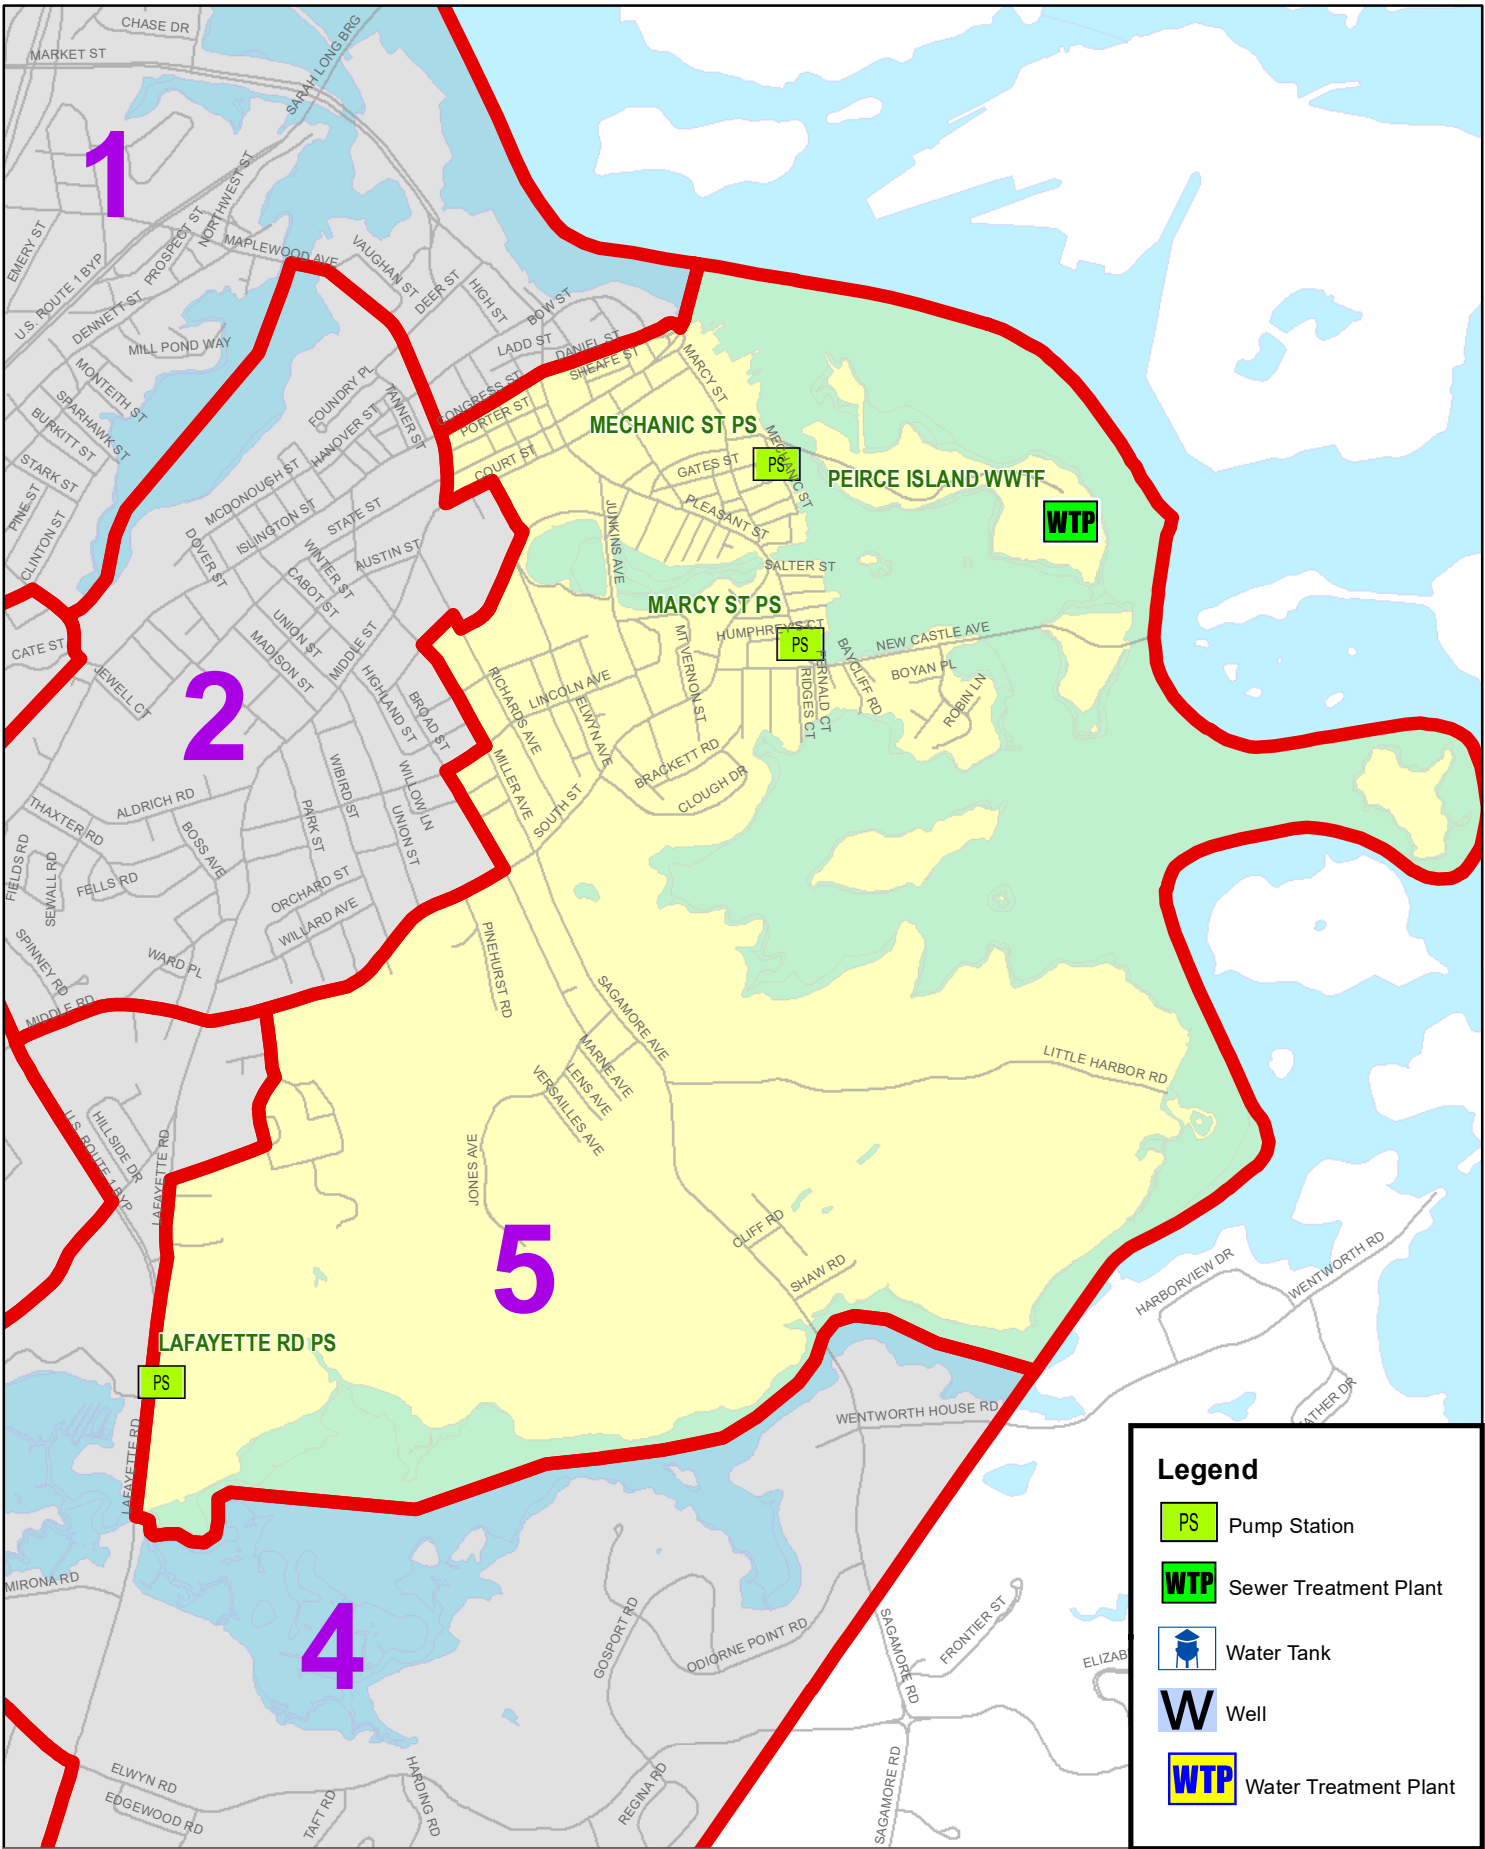 CHASE DR
MARKET ST
SARAH LONG BRG
1
NORTHWEST ST
PROSPECT ST
EMERY ST
MAPLEWOOD AVE
VAUGHAN ST
U.S. ROUTE 1 BYP
DEER ST
HIGH ST
BOW ST
DENNETT ST
MILL POND WAY
LADD ST
DANIEL ST
SHEAFE ST
MARCY ST
MONTEITH ST
SPARHAWK ST
BURKITT ST
FOUNDRY PL
TANNER ST
CONGRESS ST
PORTER ST
HANOVER ST
MECHANIC ST PS
MECHANIC ST
PS
COURT ST
GATES ST
PEIRCE ISLAND WWTF
WTP
STARK ST
PINE ST
CLINTON ST
MCDONOUGH ST
ISLINGTON ST
STATE ST
PLEASANT ST
JUNKINS AVE
DOVER ST
WINTER ST
AUSTIN ST
CABOT ST
SALTER ST
MARCY ST PS
UNION ST
MADISON ST
MIDDLE ST
HUMPHREY'S CT
PS
NEW CASTLE AVE
CATE ST
JEWELL CT
2
HIGHLAND ST
BROAD ST
RICHARDS AVE
LINCOLN AVE
ELWYN AVE
MT VERNON ST
RIDGES CT
FERNALD CT
BAYCLIFF RD
BOYAN PL
ROBIN LN
WIBIRD ST
WILLOW LN
MILLER AVE
BRACKETT RD
CLOUGH DR
SOUTH ST
THAXTER RD
ALDRICH RD
BOSS AVE
PARK ST
UNION ST
FIELDS RD
SEWALL RD
FELLS RD
ORCHARD ST
WILLARD AVE
SPINNEY RD
WARD PL
MIDDLE RD
PINEHURST RD
SAGAMORE AVE
MARNE AVE
LENS AVE
VERSAILLES AVE
LITTLE HARBOR RD
U.S. ROUTE 1 BYP
HILLSIDE DR
LAFAYETTE RD
JONES AVE
5
CLIFF RD
SHAW RD
HARBORVIEW DR
WENTWORTH RD
LAFAYETTE RD PS
PS
LAFAYETTE RD
WENTWORTH HOUSE RD
MIRONA RD
4
GOSPORT RD
ODIORNE POINT RD
SAGAMORE RD
FRONTIER ST
ELWYN RD
EDGEWOOD RD
TAFT RD
HARDING RD
REGINA RD
SAGAMORE RD
Legend
PS Pump Station
WTP Sewer Treatment Plant
Water Tank
W Well
WTP Water Treatment Plant